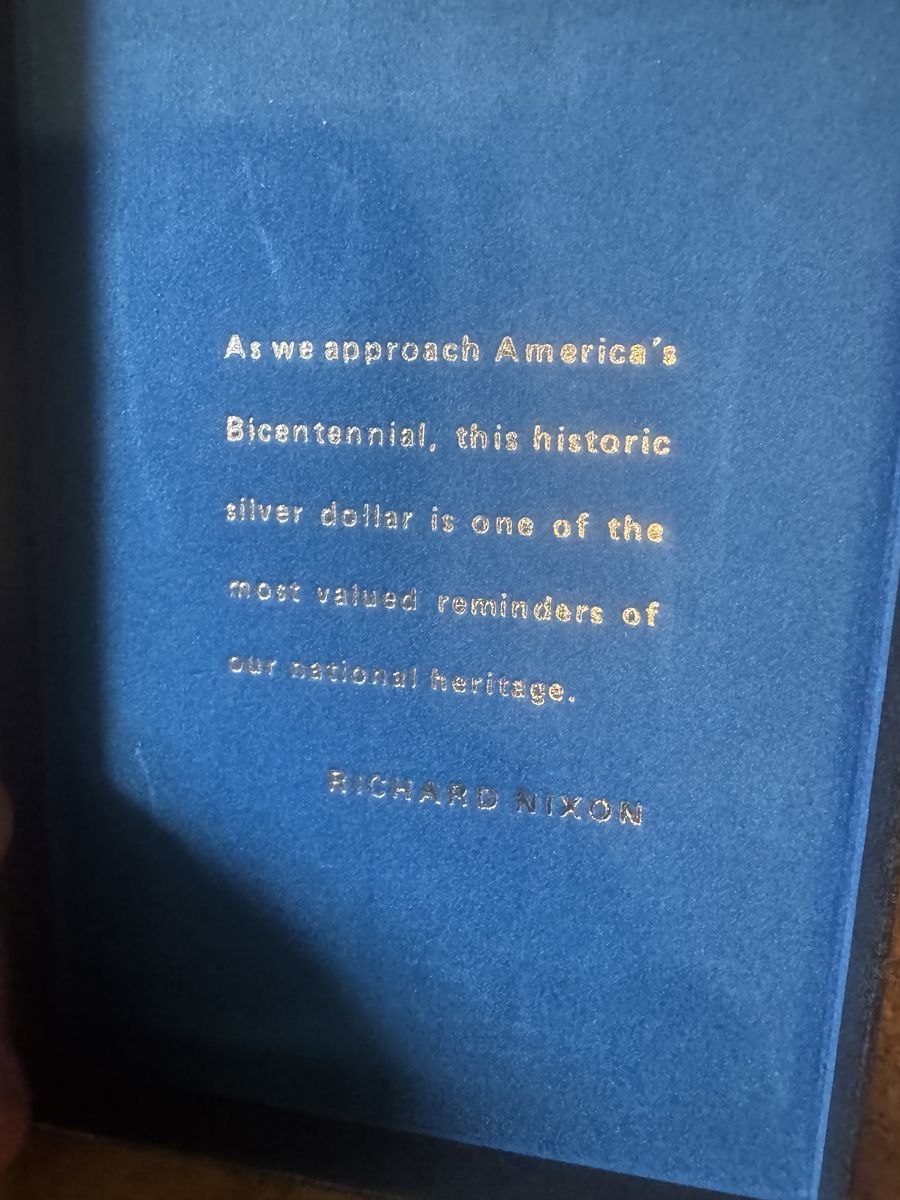 As we approach America's
Bicentennial, this historic
silver dollar is one of the
most valued reminders of
our national heritage.
RICHARD NIXON